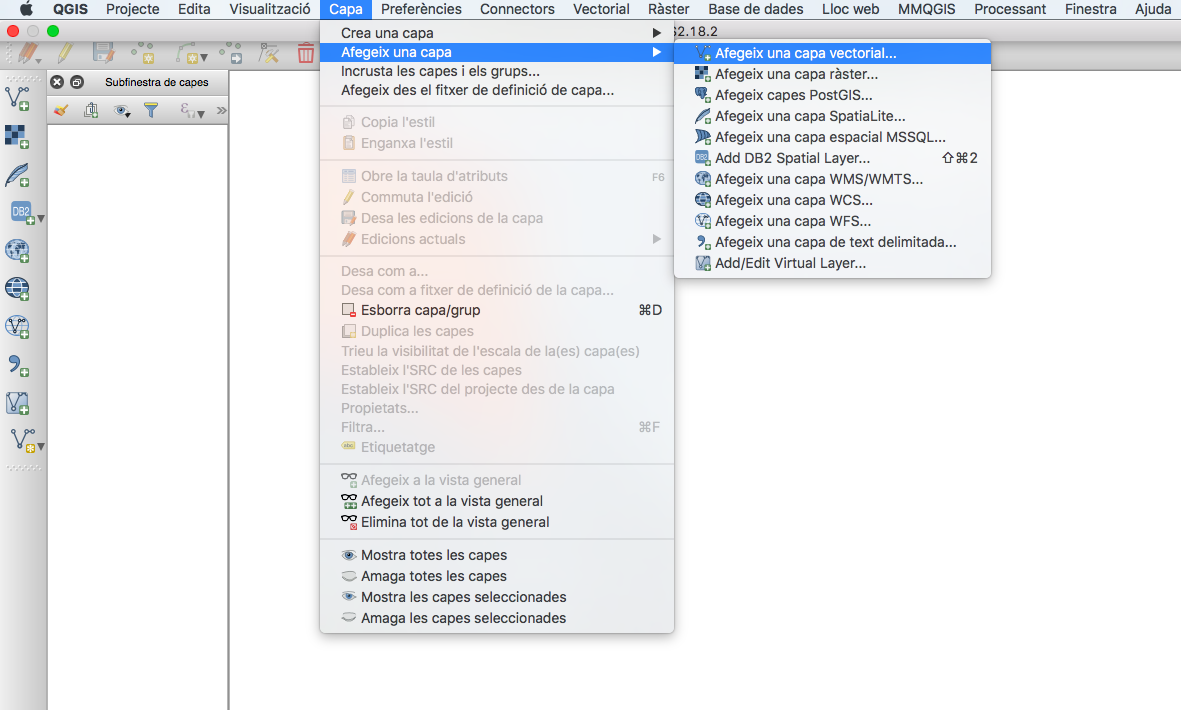 QGIS Projecte Edita Visualització Capa Preferències Connectors Vectorial Ràster Base de dades Lloc web MMQGIS Processant Finestra Ajuda
2.18.2
Subfinestra de capes
DB2
Crea una capa
Afegeix una capa
Incrusta les capes i els grups...
Afegeix des el fitxer de definició de capa...
Copia l'estil
Enganxa l'estil
Obre la taula d'atributs F6
Commuta l'edició
Desa les edicions de la capa
Edicions actuals
Desa com a...
Desa com a fitxer de definició de la capa...
Esborra capa/grup ⌘D
Duplica les capes
Trieu la visibilitat de l'escala de la(es) capa(es)
Estableix l'SRC de les capes
Estableix l'SRC del projecte des de la capa
Propietats...
Filtra... ⌘F
Etiquetatge
Afegeix a la vista general
Afegeix tot a la vista general
Elimina tot de la vista general
Mostra totes les capes
Amaga totes les capes
Mostra les capes seleccionades
Amaga les capes seleccionades
Afegeix una capa vectorial...
Afegeix una capa ràster...
Afegeix capes PostGIS...
Afegeix una capa SpatiaLite...
Afegeix una capa espacial MSSQL...
Add DB2 Spatial Layer... ⇧⌘2
Afegeix una capa WMS/WMTS...
Afegeix una capa WCS...
Afegeix una capa WFS...
Afegeix una capa de text delimitada...
Add/Edit Virtual Layer...